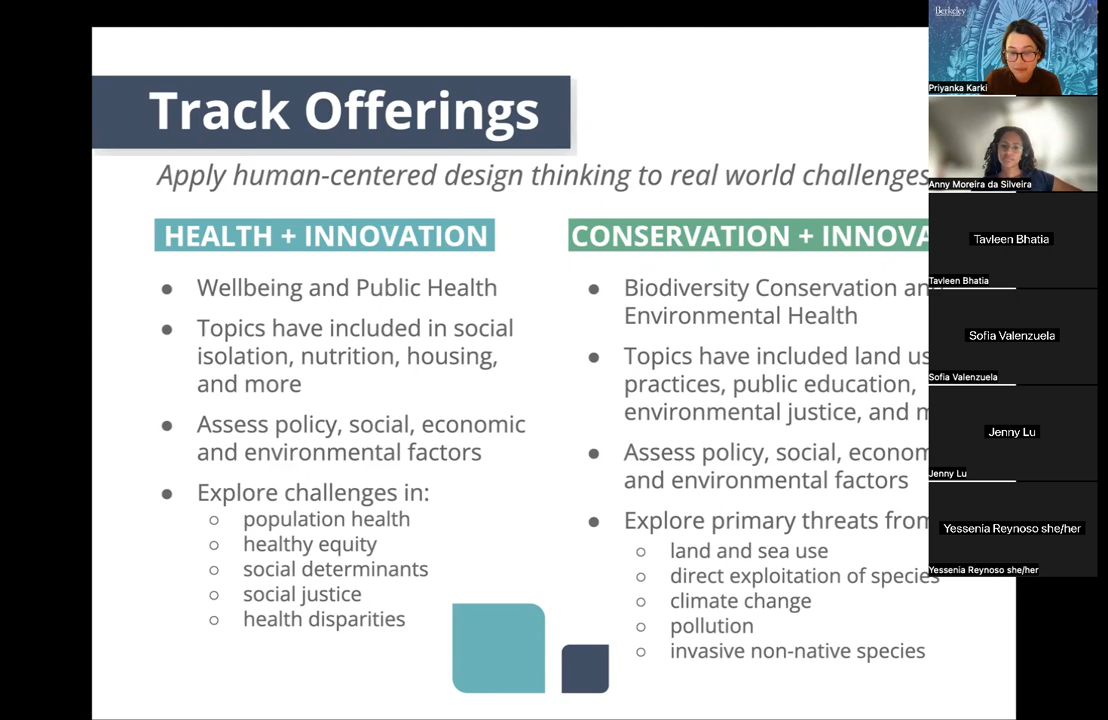 Track Offerings
Apply human-centered design thinking to real world challenges
HEALTH + INNOVATION
● Wellbeing and Public Health
● Topics have included in social
isolation, nutrition, housing,
and more
● Assess policy, social, economic
and environmental factors
● Explore challenges in:
○ population health
○ healthy equity
○ social determinants
○ social justice
○ health disparities
CONSERVATION + INNOVA
● Biodiversity Conservation an
Environmental Health
● Topics have included land us
practices, public education,
environmental justice, and m
● Assess policy, social, econom
and environmental factors
● Explore primary threats from
○ land and sea use
○ direct exploitation of species
○ climate change
○ pollution
○ invasive non-native species
Berkeley
Priyanka Karki
Anny Moreira da Silveira
Tavleen Bhatia
Tavleen Bhatia
Sofia Valenzuela
Sofia Valenzuela
Jenny Lu
Jenny Lu
Yessenia Reynoso she/her
Yessenia Reynoso she/her